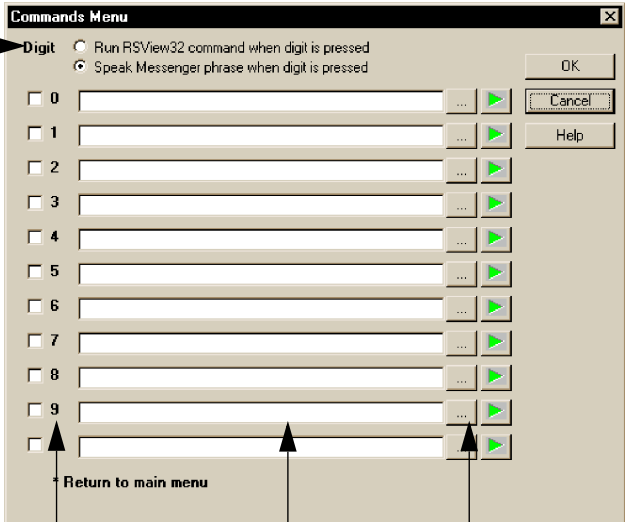 Commands Menu
Digit Run RSView32 command when digit is pressed
Speak Messenger phrase when digit is pressed
OK
0 ... Cancel
1 ... Help
2 ...
3 ...
4 ...
5 ...
6 ...
7 ...
8 ...
9 ...
* Return to main menu